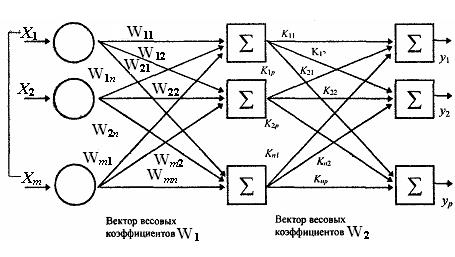 X1 W11 Σ K11 Σ y1
W12 K12
W21 K21
X2 W1n W22 Σ K1p K22 Σ y2
W2n K2p
Wm1 Wm2 Kn1 Kn2
Xm Wmn Σ Knp Σ yp
Вектор весовых
коэффициентов W1
Вектор весовых
коэффициентов W2